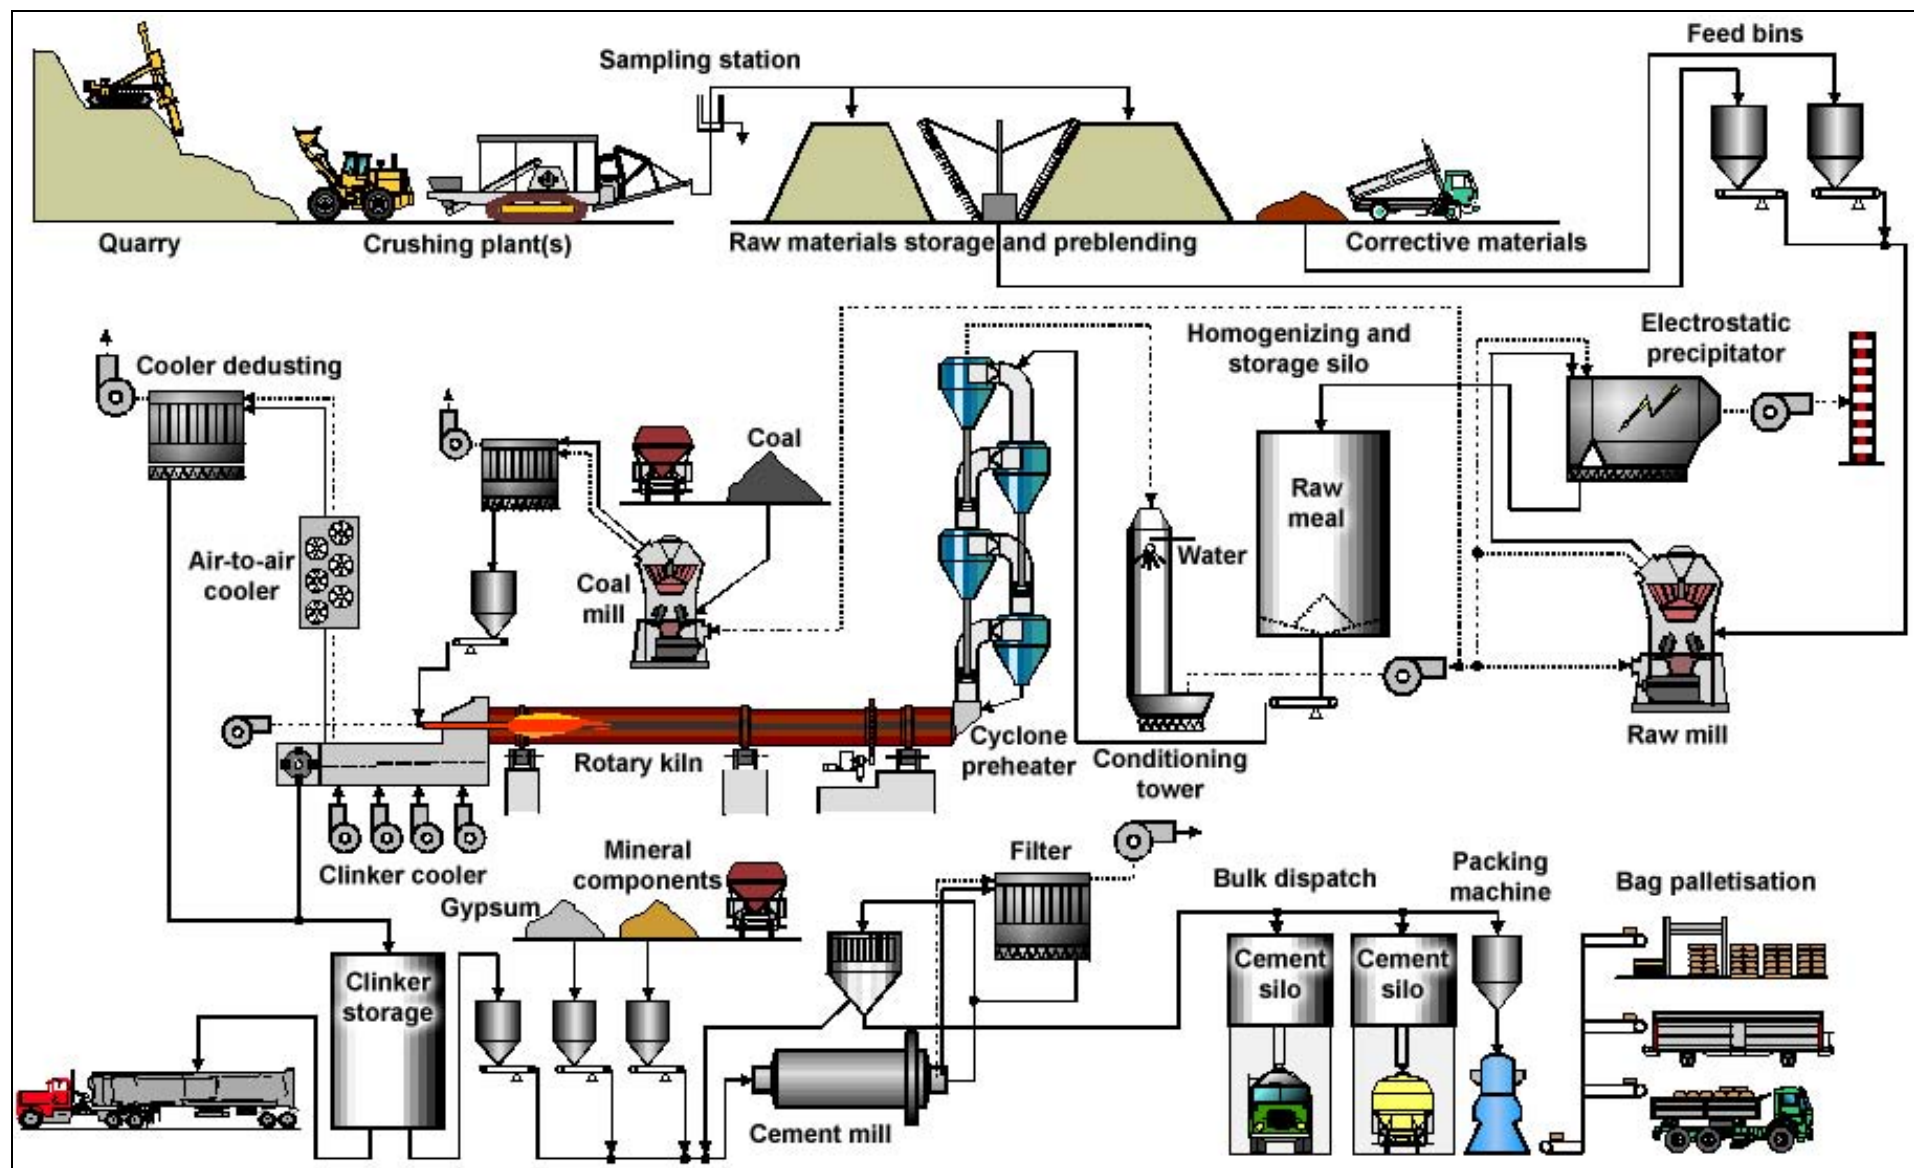 Feed bins
Sampling station
Quarry
Crushing plant(s)
Raw materials storage and preblending
Corrective materials
Cooler dedusting
Homogenizing and
storage silo
Electrostatic
precipitator
Coal
Raw
meal
Water
Air-to-air
cooler
Coal
mill
Raw mill
Rotary kiln
Cyclone
preheater
Conditioning
tower
Clinker cooler
Mineral
components
Gypsum
Filter
Bulk dispatch
Packing
machine
Bag palletisation
Clinker
storage
Cement
silo
Cement
silo
Cement mill